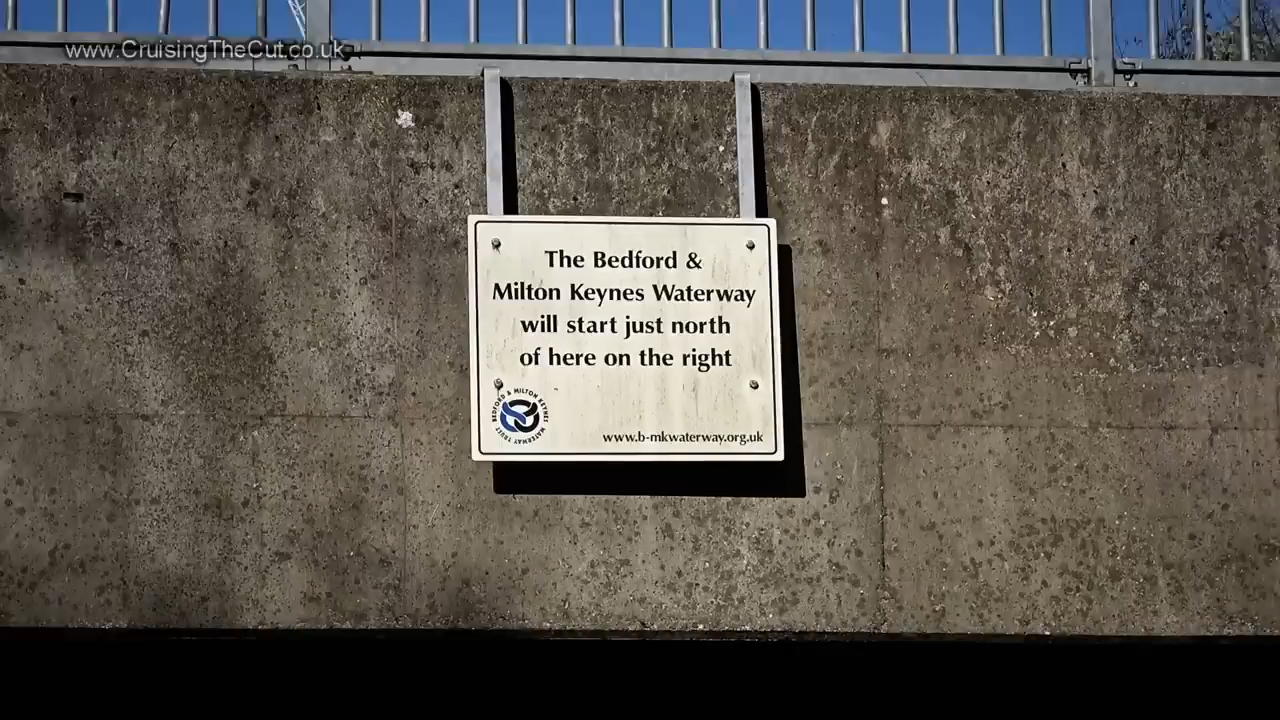 www.CruisingTheCut.co.uk
The Bedford &
Milton Keynes Waterway
will start just north
of here on the right
BEDFORD & MILTON KEYNES WATERWAY TRUST
www.b-mkwaterway.org.uk